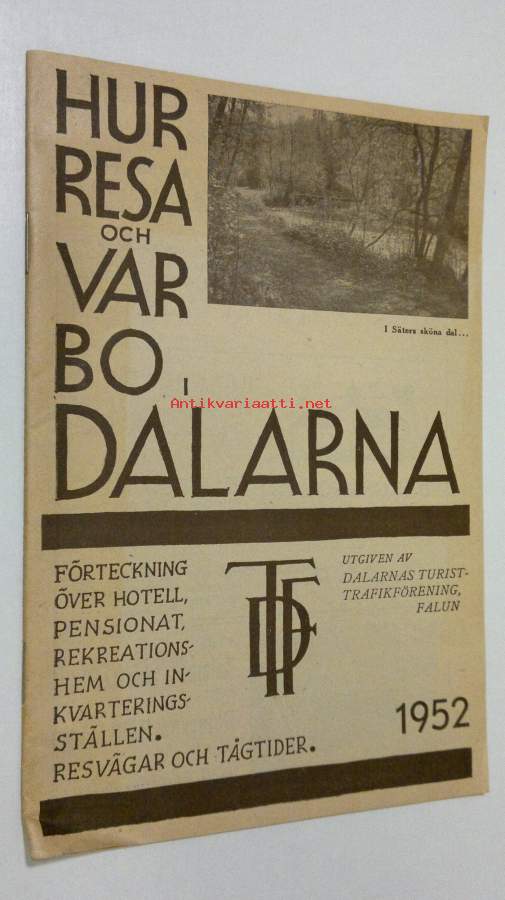 HUR
RESA
OCH
VAR
BO I
DALARNA
I Säters sköna dal...
Antikvariaatti.net
FÖRTECKNING
ÖVER HOTELL,
PENSIONAT,
REKREATIONS-
HEM OCH IN-
KVARTERINGS-
STÄLLEN.
RESVÄGAR OCH TÅGTIDER.
TDF
UTGIVEN AV
DALARNAS TURIST-
TRAFIKFÖRENING,
FALUN
1952